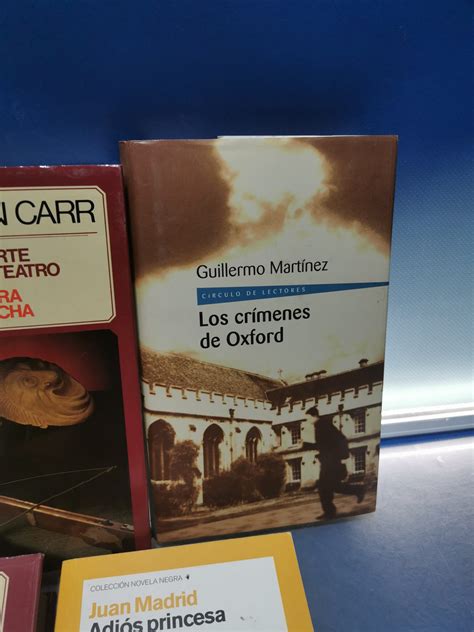 N CARR
RTE
TEATRO
RA
CHA
Guillermo Martínez
CÍRCULO DE LECTORES
Los crímenes
de Oxford
COLECCIÓN NOVELA NEGRA
Juan Madrid
Adiós princesa